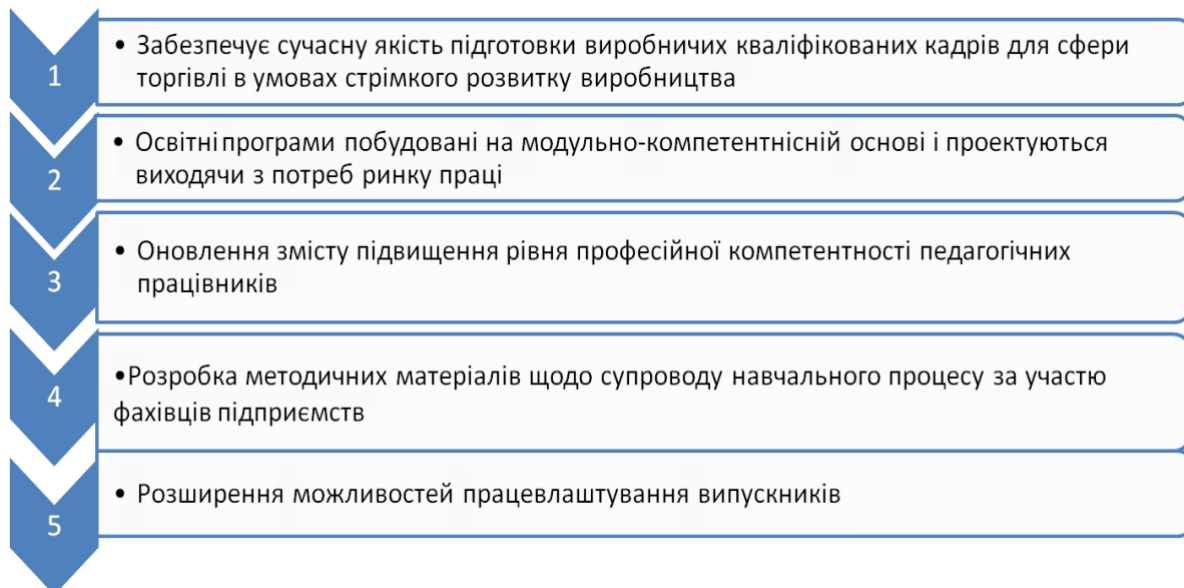 1
• Забезпечує сучасну якість підготовки виробничих кваліфікованих кадрів для сфери
торгівлі в умовах стрімкого розвитку виробництва
2
• Освітні програми побудовані на модульно-компетентнісній основі і проектуються
виходячи з потреб ринку праці
3
• Оновлення змісту підвищення рівня професійної компетентності педагогічних
працівників
4
•Розробка методичних матеріалів щодо супроводу навчального процесу за участю
фахівців підприємств
5
• Розширення можливостей працевлаштування випускників